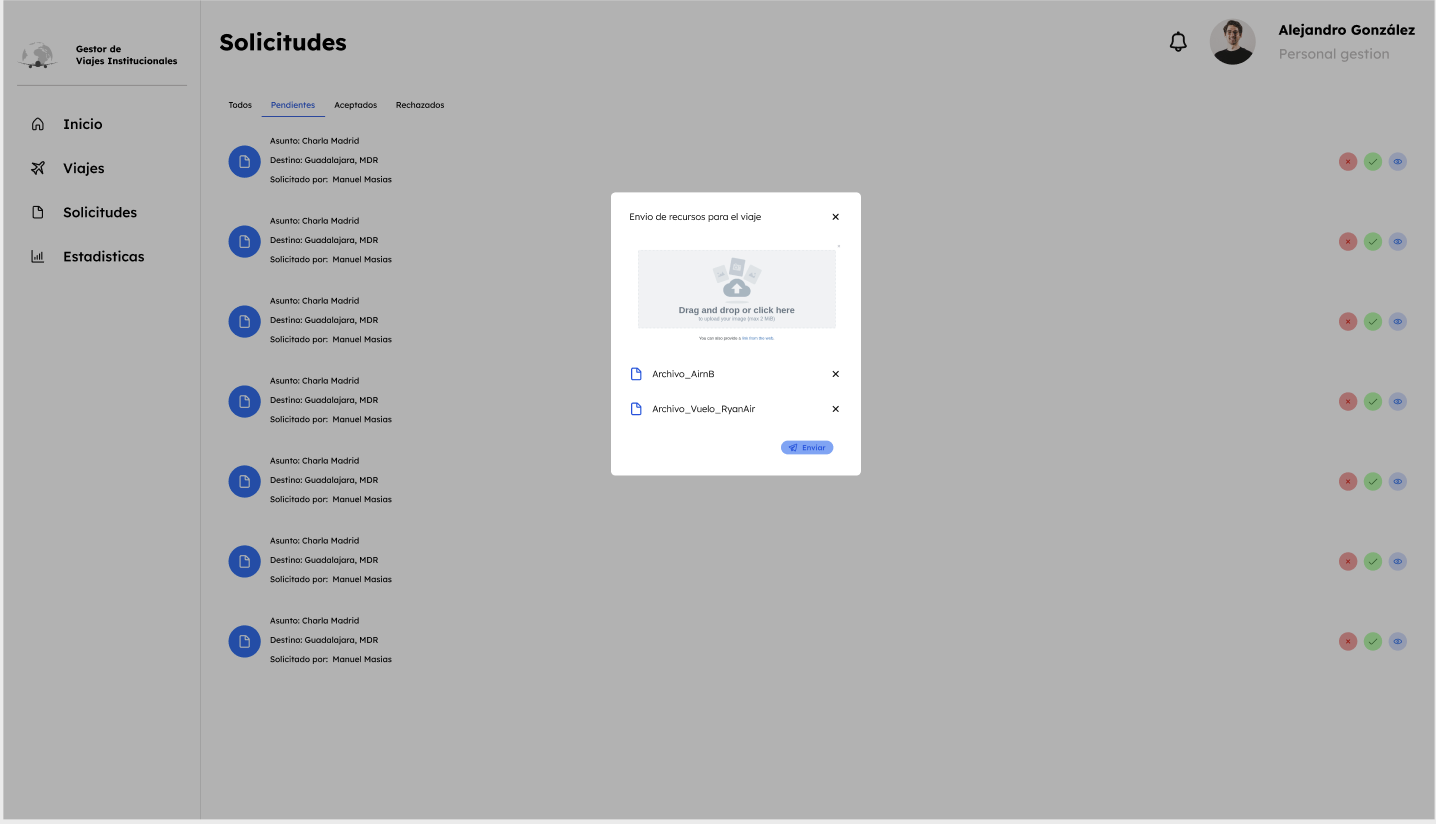 Gestor de
Viajes Institucionales
Solicitudes
Alejandro González
Personal gestion
Inicio
Viajes
Solicitudes
Estadisticas
Todos
Pendientes
Aceptados
Rechazados
Asunto: Charla Madrid
Destino: Guadalajara, MDR
Solicitado por: Manuel Masias
Asunto: Charla Madrid
Destino: Guadalajara, MDR
Solicitado por: Manuel Masias
Asunto: Charla Madrid
Destino: Guadalajara, MDR
Solicitado por: Manuel Masias
Asunto: Charla Madrid
Destino: Guadalajara, MDR
Solicitado por: Manuel Masias
Asunto: Charla Madrid
Destino: Guadalajara, MDR
Solicitado por: Manuel Masias
Asunto: Charla Madrid
Destino: Guadalajara, MDR
Solicitado por: Manuel Masias
Asunto: Charla Madrid
Destino: Guadalajara, MDR
Solicitado por: Manuel Masias
Envio de recursos para el viaje
Drag and drop or click here
to upload your image (max 2 MiB)
You can also provide a link from the web.
Archivo_AirnB
Archivo_Vuelo_RyanAir
Enviar